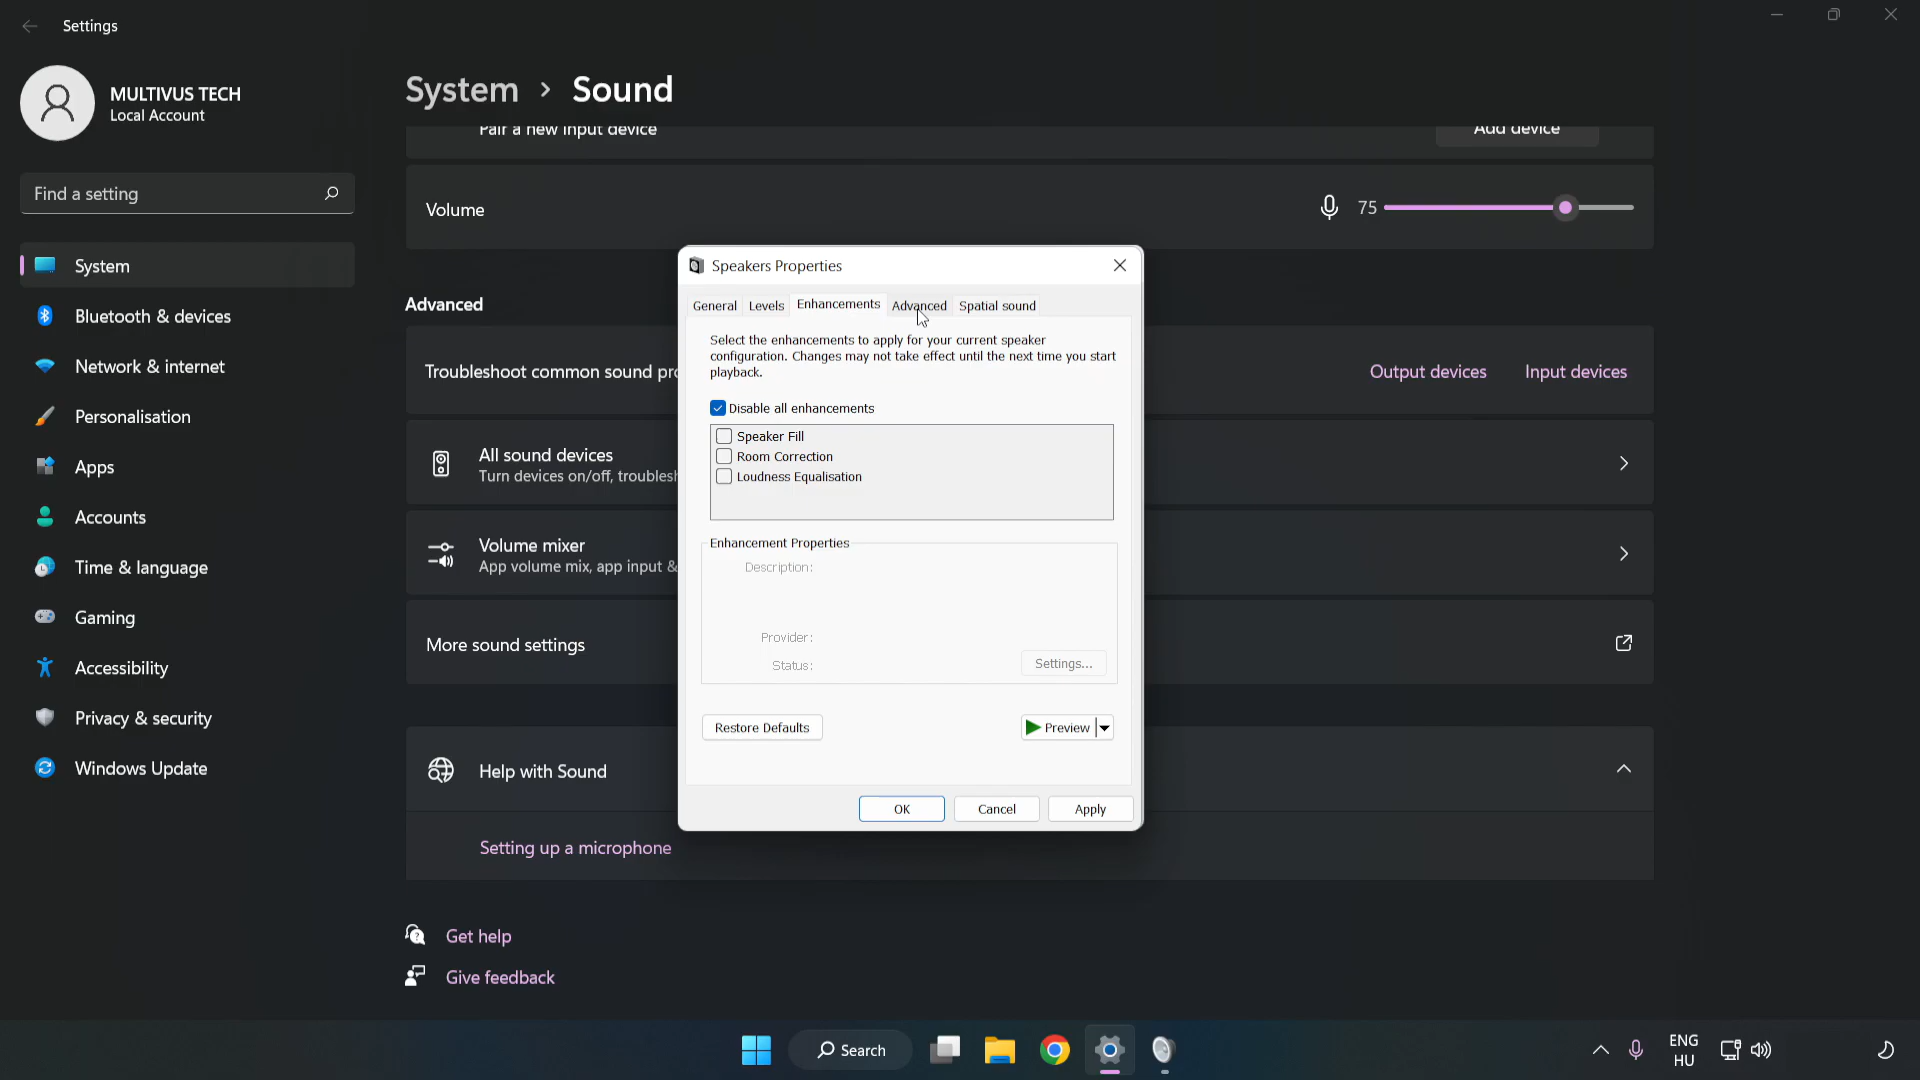 Settings
MULTIVUS TECH
Local Account
Find a setting
System
Bluetooth & devices
Network & internet
Personalisation
Apps
Accounts
Time & language
Gaming
Accessibility
Privacy & security
Windows Update
System › Sound
Pair a new input device
Add device
Volume
75
Advanced
Troubleshoot common sound pro
Output devices
Input devices
All sound devices
Turn devices on/off, troublesh
Volume mixer
App volume mix, app input &
More sound settings
Help with Sound
Setting up a microphone
Get help
Give feedback
Speakers Properties
General Levels Enhancements Advanced Spatial sound
Select the enhancements to apply for your current speaker
configuration. Changes may not take effect until the next time you start
playback.
Disable all enhancements
Speaker Fill
Room Correction
Loudness Equalisation
Enhancement Properties
Description:
Provider:
Status:
Settings...
Restore Defaults
Preview
OK
Cancel
Apply
Search
ENG
HU